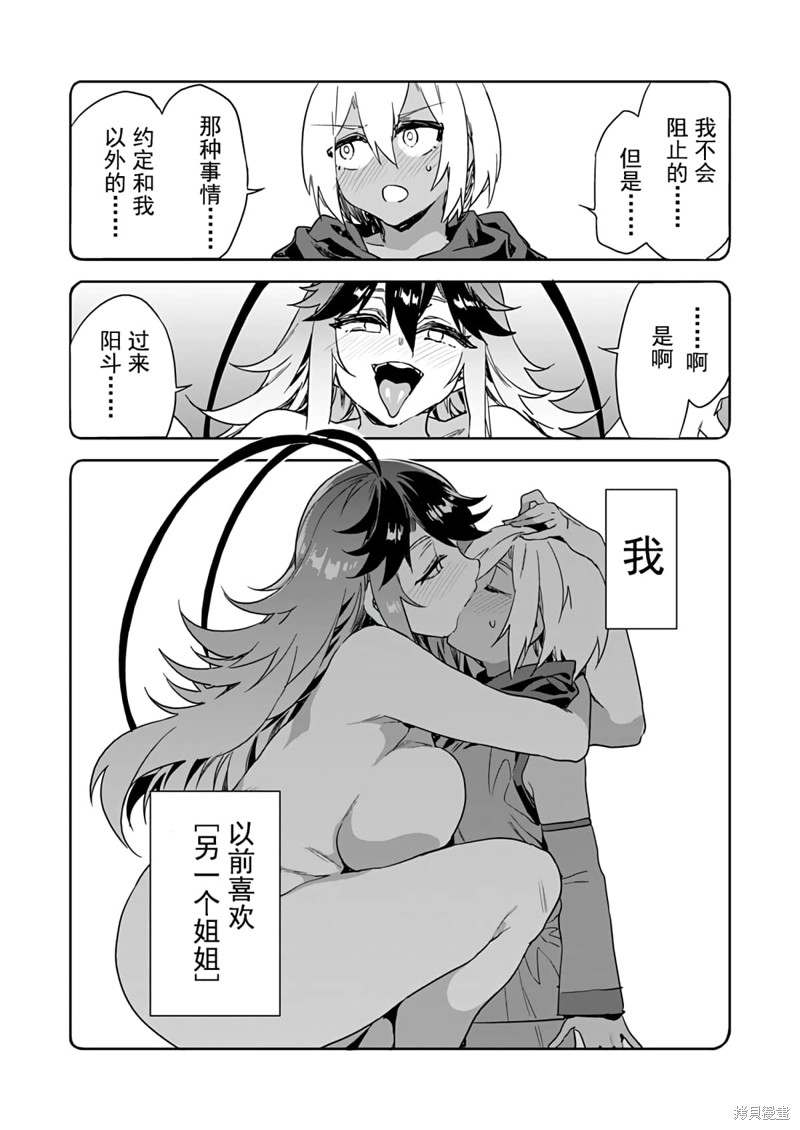 我不会
阻止的……
但是……
那种事情……
约定和我
以外的……
……啊
是啊
过来
阳斗……
我
以前喜欢
[另一个姐姐]
拷貝漫畫